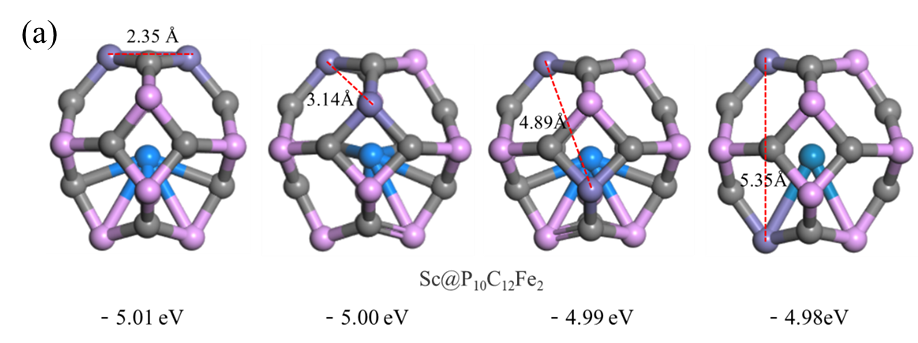 (a)
2.35 Å
3.14Å
4.89Å
5.35Å
Sc@P₁₀C₁₂Fe₂
- 5.01 eV
- 5.00 eV
- 4.99 eV
- 4.98eV